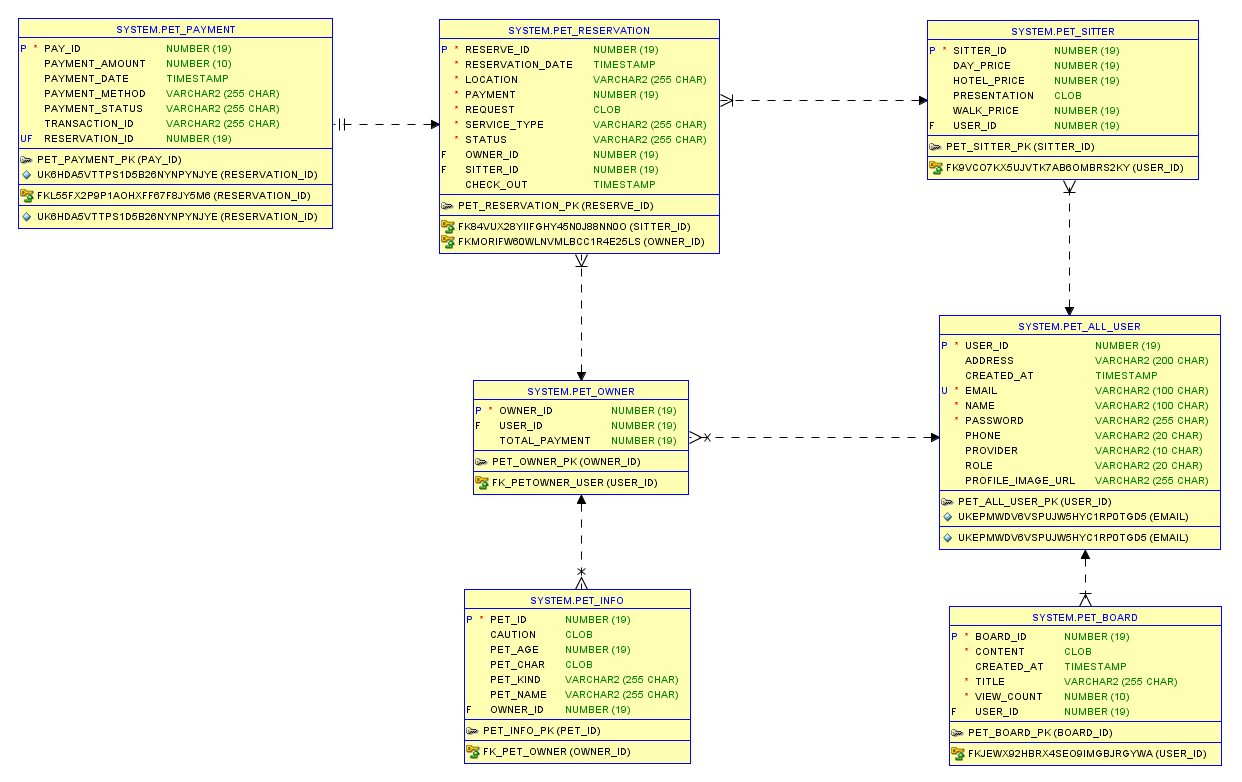 SYSTEM.PET_PAYMENT
P * PAY_ID NUMBER (19)
PAYMENT_AMOUNT NUMBER (10)
PAYMENT_DATE TIMESTAMP
PAYMENT_METHOD VARCHAR2 (255 CHAR)
PAYMENT_STATUS VARCHAR2 (255 CHAR)
TRANSACTION_ID VARCHAR2 (255 CHAR)
UF RESERVATION_ID NUMBER (19)
PET_PAYMENT_PK (PAY_ID)
UK6HDA5VTTPS1D5B26NYNPYNJYE (RESERVATION_ID)
FKL55FX2P9P1AOHXFF67F8JY5M6 (RESERVATION_ID)
UK6HDA5VTTPS1D5B26NYNPYNJYE (RESERVATION_ID)
SYSTEM.PET_RESERVATION
P * RESERVE_ID NUMBER (19)
* RESERVATION_DATE TIMESTAMP
* LOCATION VARCHAR2 (255 CHAR)
* PAYMENT NUMBER (19)
* REQUEST CLOB
* SERVICE_TYPE VARCHAR2 (255 CHAR)
* STATUS VARCHAR2 (255 CHAR)
F OWNER_ID NUMBER (19)
F SITTER_ID NUMBER (19)
CHECK_OUT TIMESTAMP
PET_RESERVATION_PK (RESERVE_ID)
FK84VUX28YIIFGHY45N0J88NNOO (SITTER_ID)
FKMORIFW60WLNVMLBCC1R4E25LS (OWNER_ID)
SYSTEM.PET_SITTER
P * SITTER_ID NUMBER (19)
DAY_PRICE NUMBER (19)
HOTEL_PRICE NUMBER (19)
PRESENTATION CLOB
WALK_PRICE NUMBER (19)
F USER_ID NUMBER (19)
PET_SITTER_PK (SITTER_ID)
FK9VCO7KX5UJVTK7AB6OMBRS2KY (USER_ID)
SYSTEM.PET_OWNER
P * OWNER_ID NUMBER (19)
F USER_ID NUMBER (19)
TOTAL_PAYMENT NUMBER (19)
PET_OWNER_PK (OWNER_ID)
FK_PETOWNER_USER (USER_ID)
SYSTEM.PET_ALL_USER
P * USER_ID NUMBER (19)
ADDRESS VARCHAR2 (200 CHAR)
CREATED_AT TIMESTAMP
U * EMAIL VARCHAR2 (100 CHAR)
* NAME VARCHAR2 (100 CHAR)
* PASSWORD VARCHAR2 (255 CHAR)
PHONE VARCHAR2 (20 CHAR)
PROVIDER VARCHAR2 (10 CHAR)
ROLE VARCHAR2 (20 CHAR)
PROFILE_IMAGE_URL VARCHAR2 (255 CHAR)
PET_ALL_USER_PK (USER_ID)
UKEPMWDV6VSPUJW5HYC1RP0TGD5 (EMAIL)
UKEPMWDV6VSPUJW5HYC1RP0TGD5 (EMAIL)
SYSTEM.PET_INFO
P * PET_ID NUMBER (19)
CAUTION CLOB
PET_AGE NUMBER (19)
PET_CHAR CLOB
PET_KIND VARCHAR2 (255 CHAR)
PET_NAME VARCHAR2 (255 CHAR)
F OWNER_ID NUMBER (19)
PET_INFO_PK (PET_ID)
FK_PET_OWNER (OWNER_ID)
SYSTEM.PET_BOARD
P * BOARD_ID NUMBER (19)
* CONTENT CLOB
CREATED_AT TIMESTAMP
* TITLE VARCHAR2 (255 CHAR)
* VIEW_COUNT NUMBER (10)
F USER_ID NUMBER (19)
PET_BOARD_PK (BOARD_ID)
FKJEWX92HBRX4SEO9IMGBJRGYWA (USER_ID)